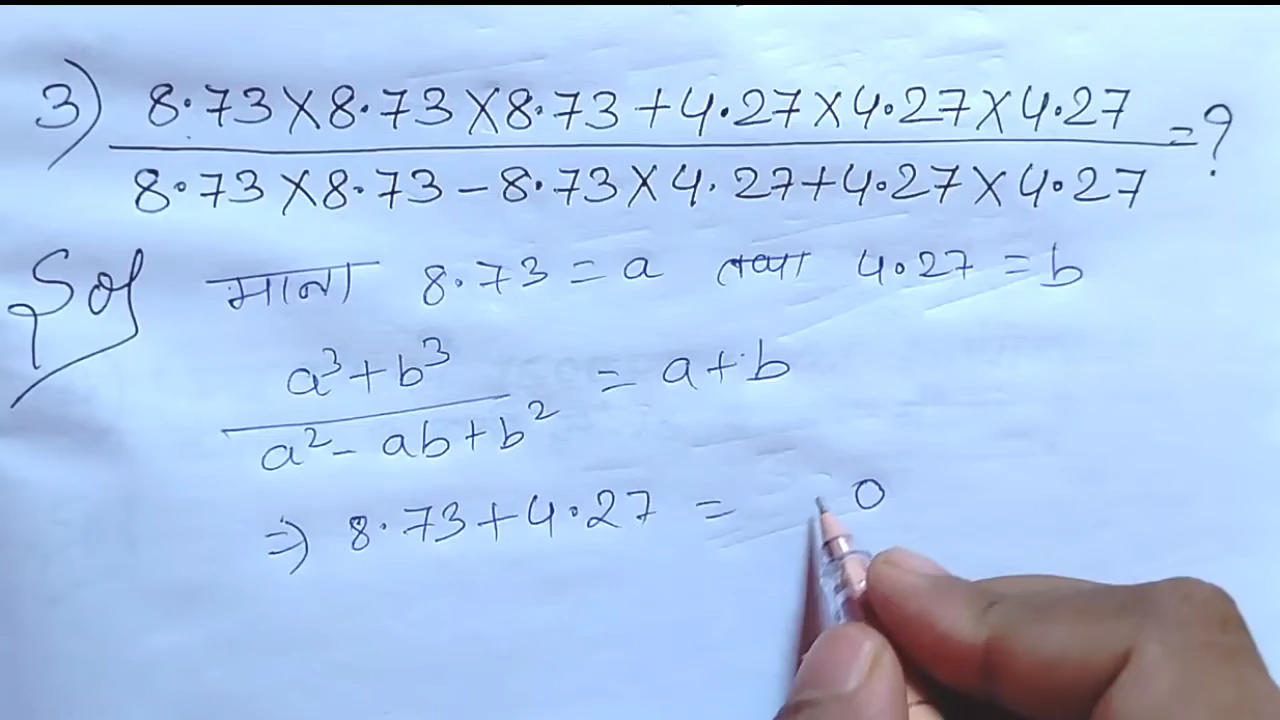 3) 8.73×8.73×8.73+4.27×4.27×4.27 = ?
8.73×8.73-8.73×4.27+4.27×4.27
Sol माना 8.73=a तथा 4.27=b
a³+b³ = a+b
a²-ab+b²
⇒ 8.73+4.27 = 0